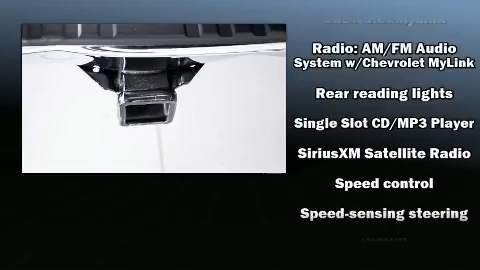 Radio: AM/FM Audio
System w/Chevrolet MyLink
Rear reading lights
Single Slot CD/MP3 Player
SiriusXM Satellite Radio
Speed control
Speed-sensing steering